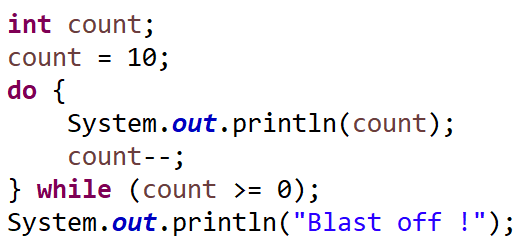 int count;
count = 10;
do {
    System.out.println(count);
    count--;
} while (count >= 0);
System.out.println("Blast off !");